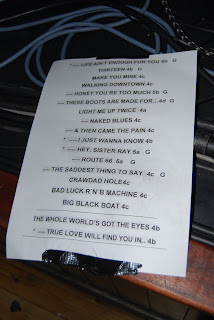 * ---- LIFE AIN'T ENOUGH FOR YOU 5b G
THIRTEEN 4b G
MAKE YOU MINE 4c
WALKING DOWNTOWN 4c
---- HONEY YOU'RE TOO MUCH 5b G
---- THESE BOOTS ARE MADE FOR...4d G
LIGHT ME UP TWICE 4a
---- NAKED BLUES 4c
---- & THEN CAME THE PAIN 4c
* ---- I JUST WANNA KNOW 4b
* ---- HEY, SISTER RAY 5a G
---- ROUTE 66 5a G
---- THE SADDEST THING TO SAY 4c G
CRAWDAD HOLE4c
BAD LUCK R´N´B MACHINE 4c
BIG BLACK BOAT 4c
THE WHOLE WORLD'S GOT THE EYES 4b
* ---- TRUE LOVE WILL FIND YOU IN.. 4b